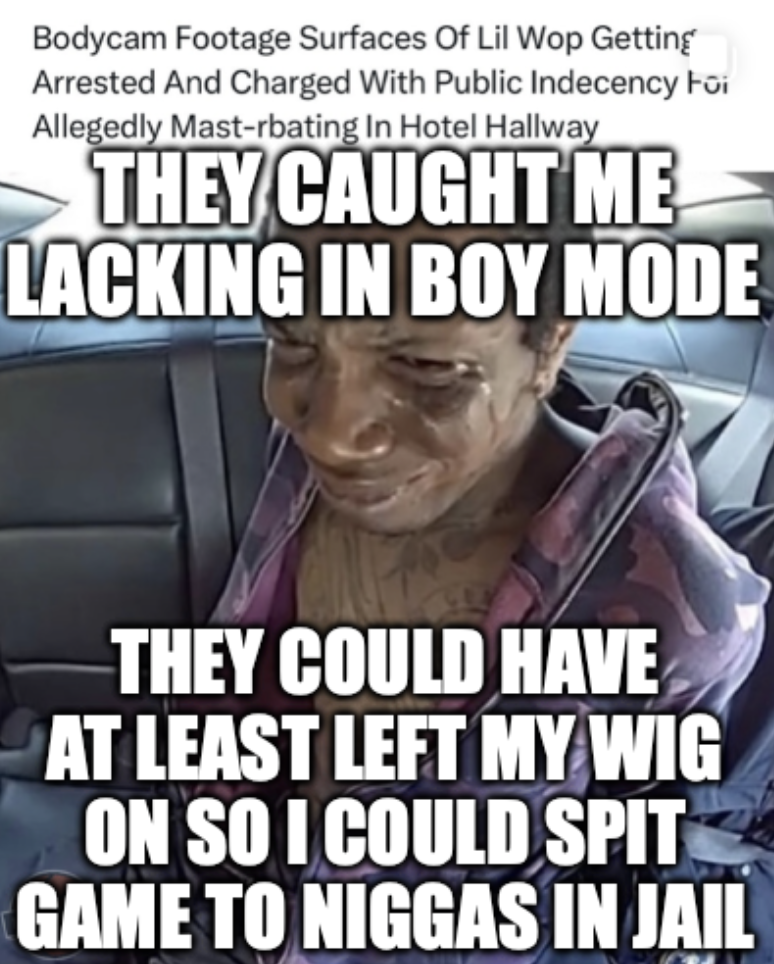 Bodycam Footage Surfaces Of Lil Wop Getting
Arrested And Charged With Public Indecency For
Allegedly Mast-rbating In Hotel Hallway
THEY CAUGHT ME
LACKING IN BOY MODE
THEY COULD HAVE
AT LEAST LEFT MY WIG
ON SO I COULD SPIT
GAME TO NIGGAS IN JAIL